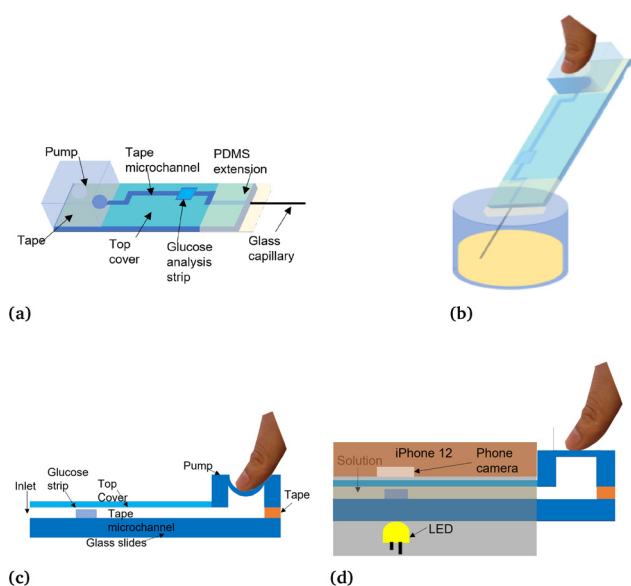 Pump
Tape
microchannel
PDMS
extension
Tape
Top
cover
Glucose
analysis
strip
Glass
capillary
(a)
(b)
Glucose
strip
Inlet
Top
Cover
Pump
Tape
Tape
microchannel
Glass slides
(c)
iPhone 12
Phone
camera
Solution
LED
(d)